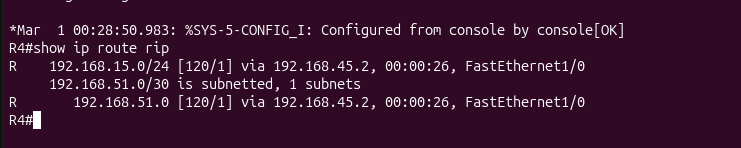 *Mar  1 00:28:50.983: %SYS-5-CONFIG_I: Configured from console by console[OK]
R4#show ip route rip
R    192.168.15.0/24 [120/1] via 192.168.45.2, 00:00:26, FastEthernet1/0
     192.168.51.0/30 is subnetted, 1 subnets
R       192.168.51.0 [120/1] via 192.168.45.2, 00:00:26, FastEthernet1/0
R4#